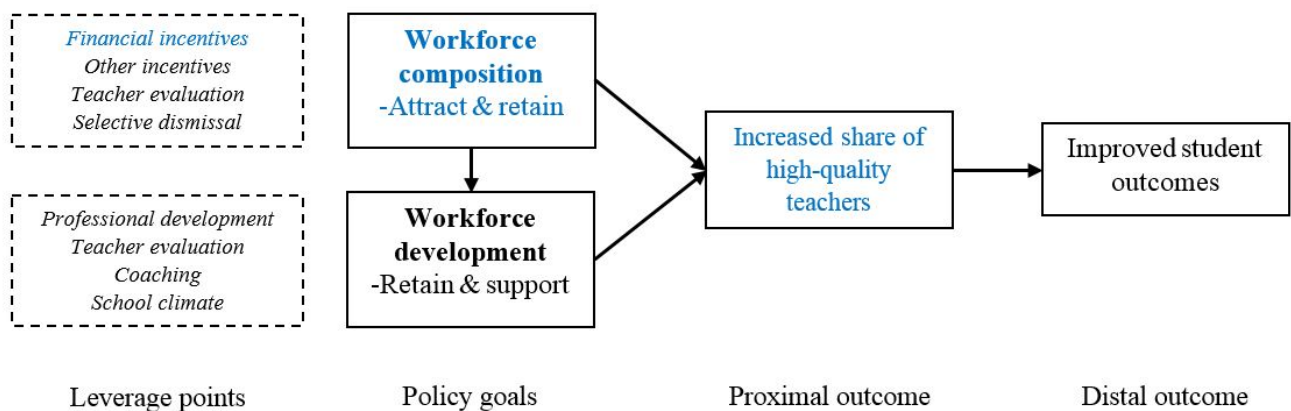 Financial incentives
Other incentives
Teacher evaluation
Selective dismissal
Workforce
composition
-Attract & retain
Increased share of
high-quality
teachers
Improved student
outcomes
Professional development
Teacher evaluation
Coaching
School climate
Workforce
development
-Retain & support
Leverage points
Policy goals
Proximal outcome
Distal outcome